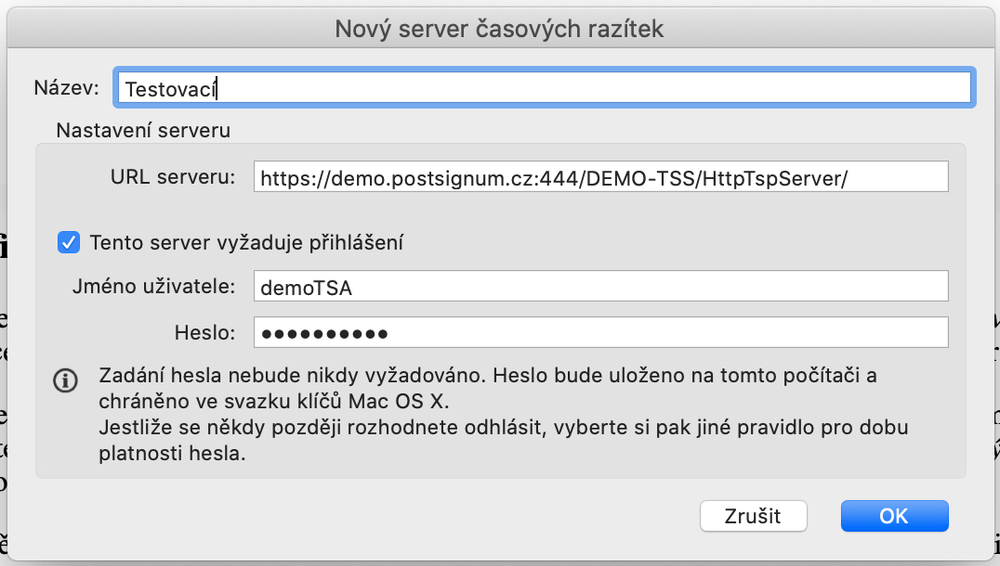 Nový server časových razítek
Název: Testovací
Nastavení serveru
URL serveru: https://demo.postsignum.cz:444/DEMO-TSS/HttpTspServer/
Tento server vyžaduje přihlášení
Jméno uživatele: demoTSA
Heslo: ●●●●●●●●●●
Zadání hesla nebude nikdy vyžadováno. Heslo bude uloženo na tomto počítači a
chráněno ve svazku klíčů Mac OS X.
Jestliže se někdy později rozhodnete odhlásit, vyberte si pak jiné pravidlo pro dobu
platnosti hesla.
Zrušit OK